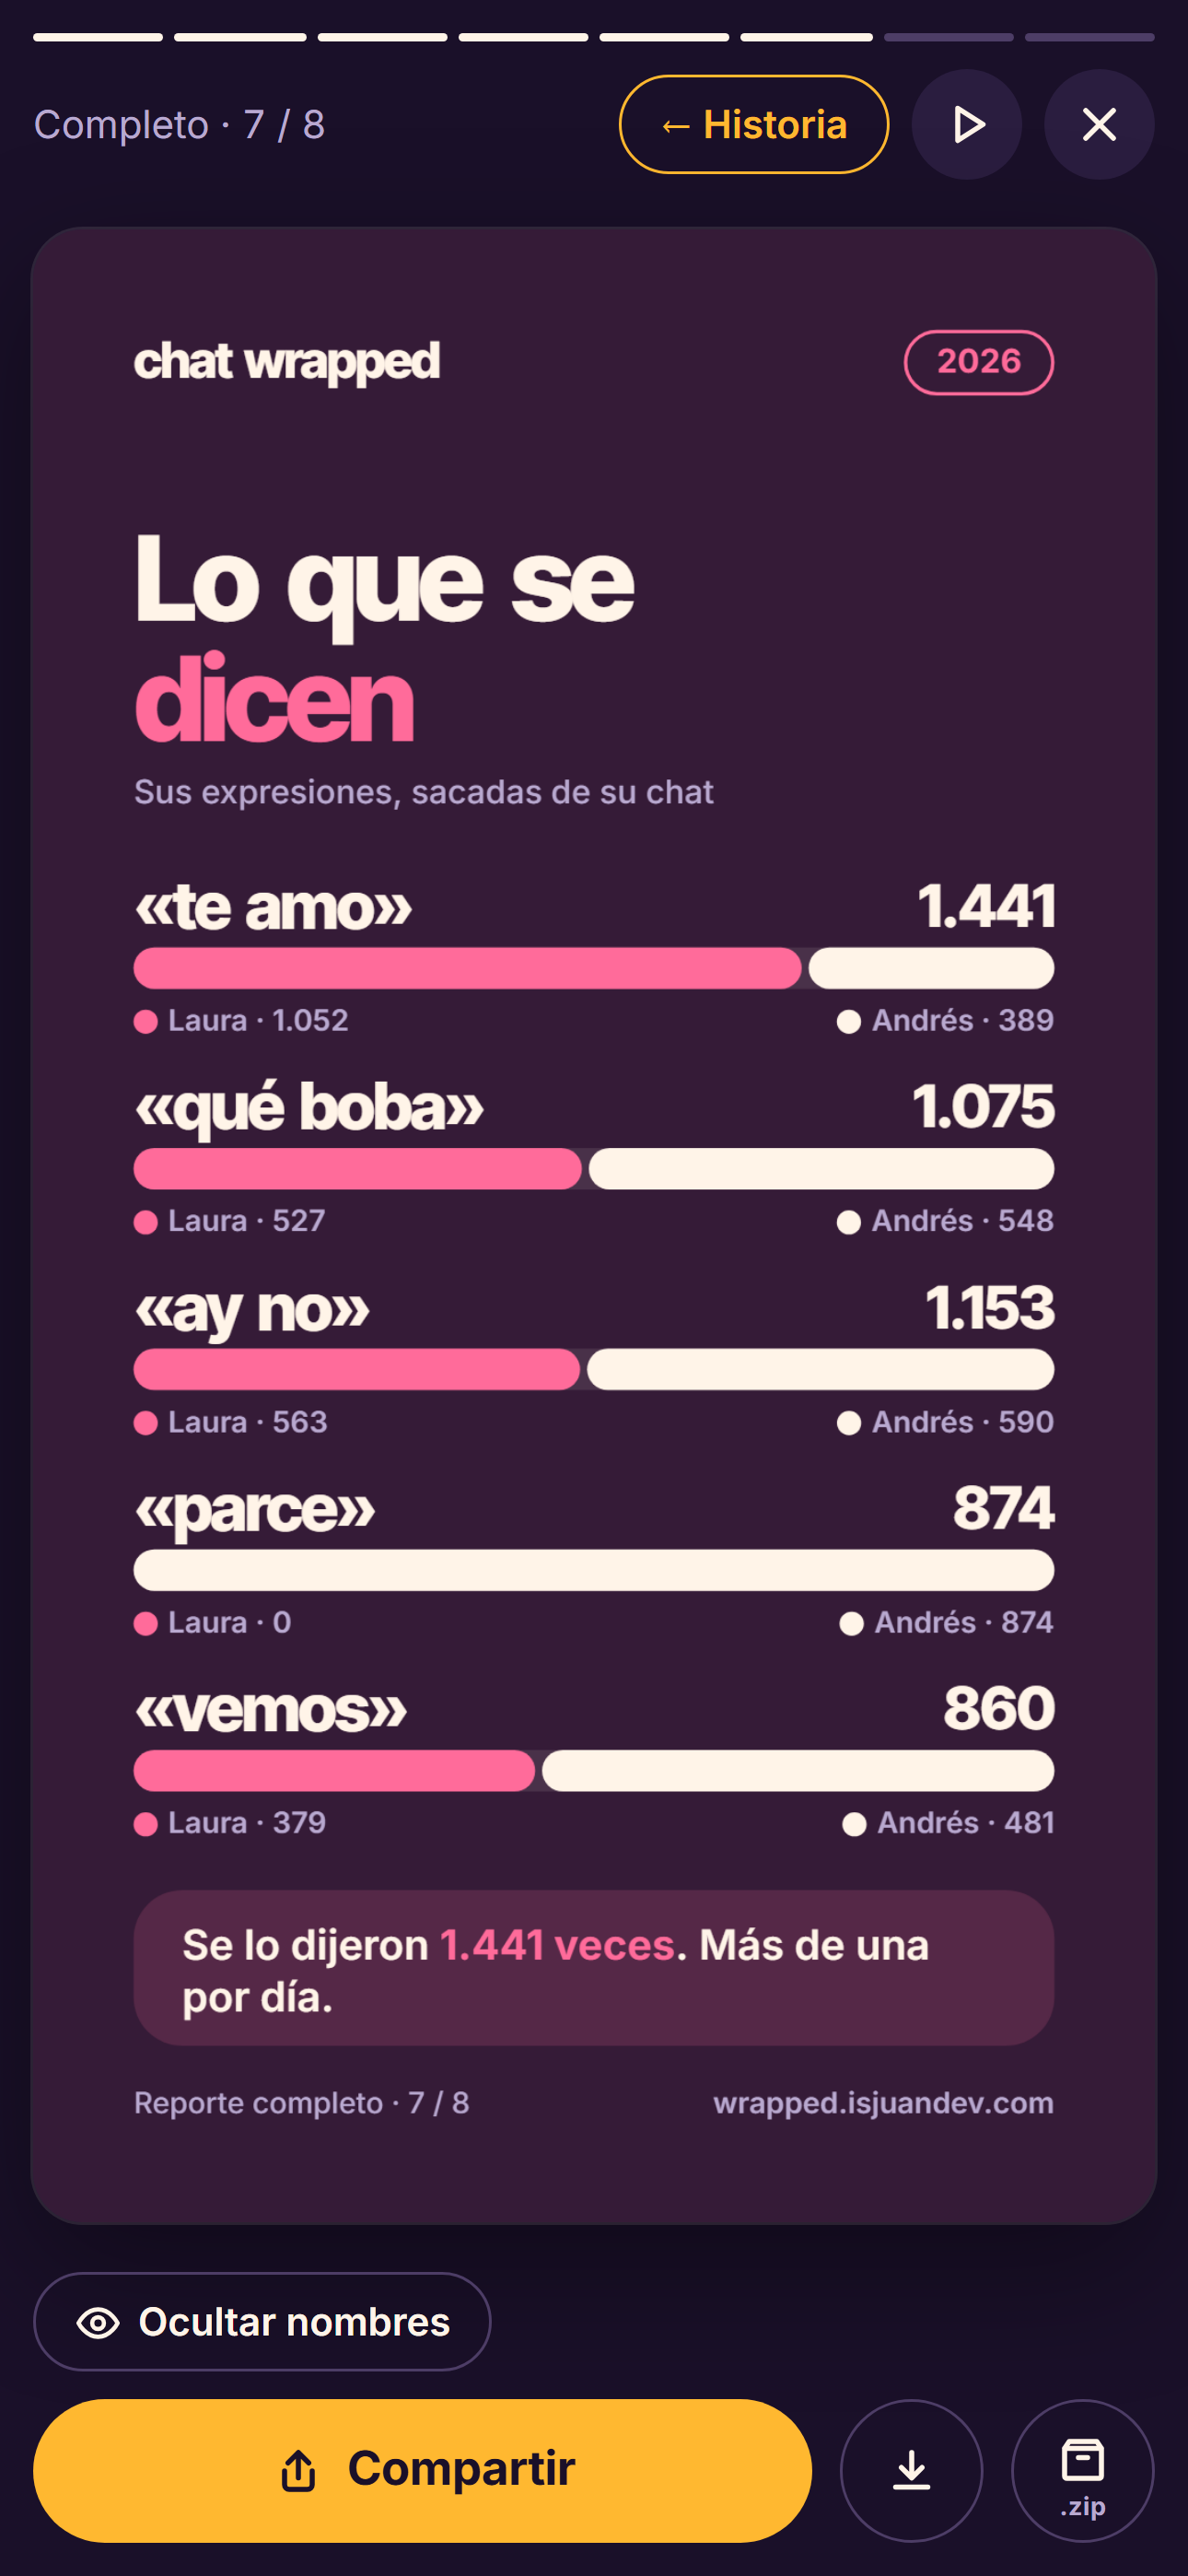 Completo · 7 / 8
← Historia
chat wrapped
2026
Lo que se
dicen
Sus expresiones, sacadas de su chat
«te amo» 1.441
Laura · 1.052 Andrés · 389
«qué boba» 1.075
Laura · 527 Andrés · 548
«ay no» 1.153
Laura · 563 Andrés · 590
«parce» 874
Laura · 0 Andrés · 874
«vemos» 860
Laura · 379 Andrés · 481
Se lo dijeron 1.441 veces. Más de una
por día.
Reporte completo · 7 / 8 wrapped.isjuandev.com
Ocultar nombres
Compartir
.zip